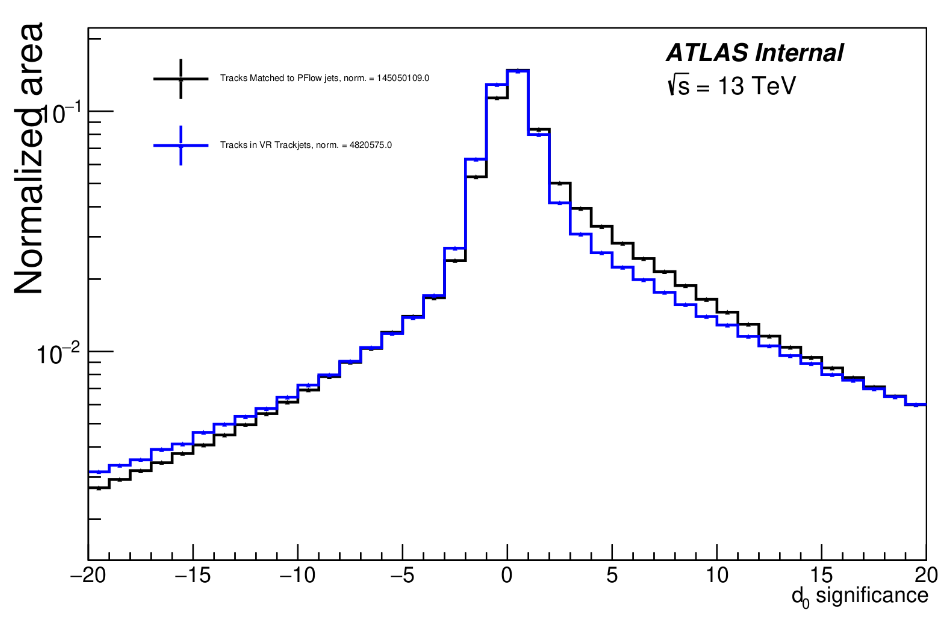 Normalized area
ATLAS Internal
√s = 13 TeV
Tracks Matched to PFlow jets, norm. = 145050109.0
Tracks in VR Trackjets, norm. = 4820575.0
10⁻¹
10⁻²
−20 −15 −10 −5 0 5 10 15 20
d₀ significance